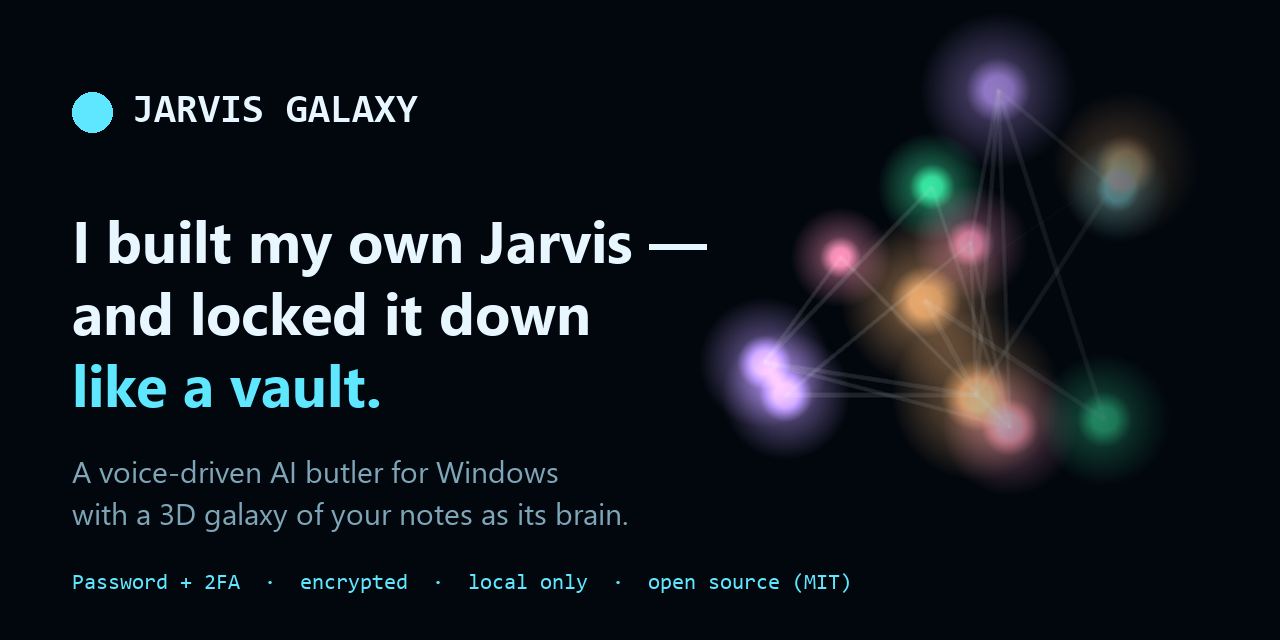 JARVIS GALAXY
I built my own Jarvis —
and locked it down
like a vault.
A voice-driven AI butler for Windows
with a 3D galaxy of your notes as its brain.
Password + 2FA · encrypted · local only · open source (MIT)